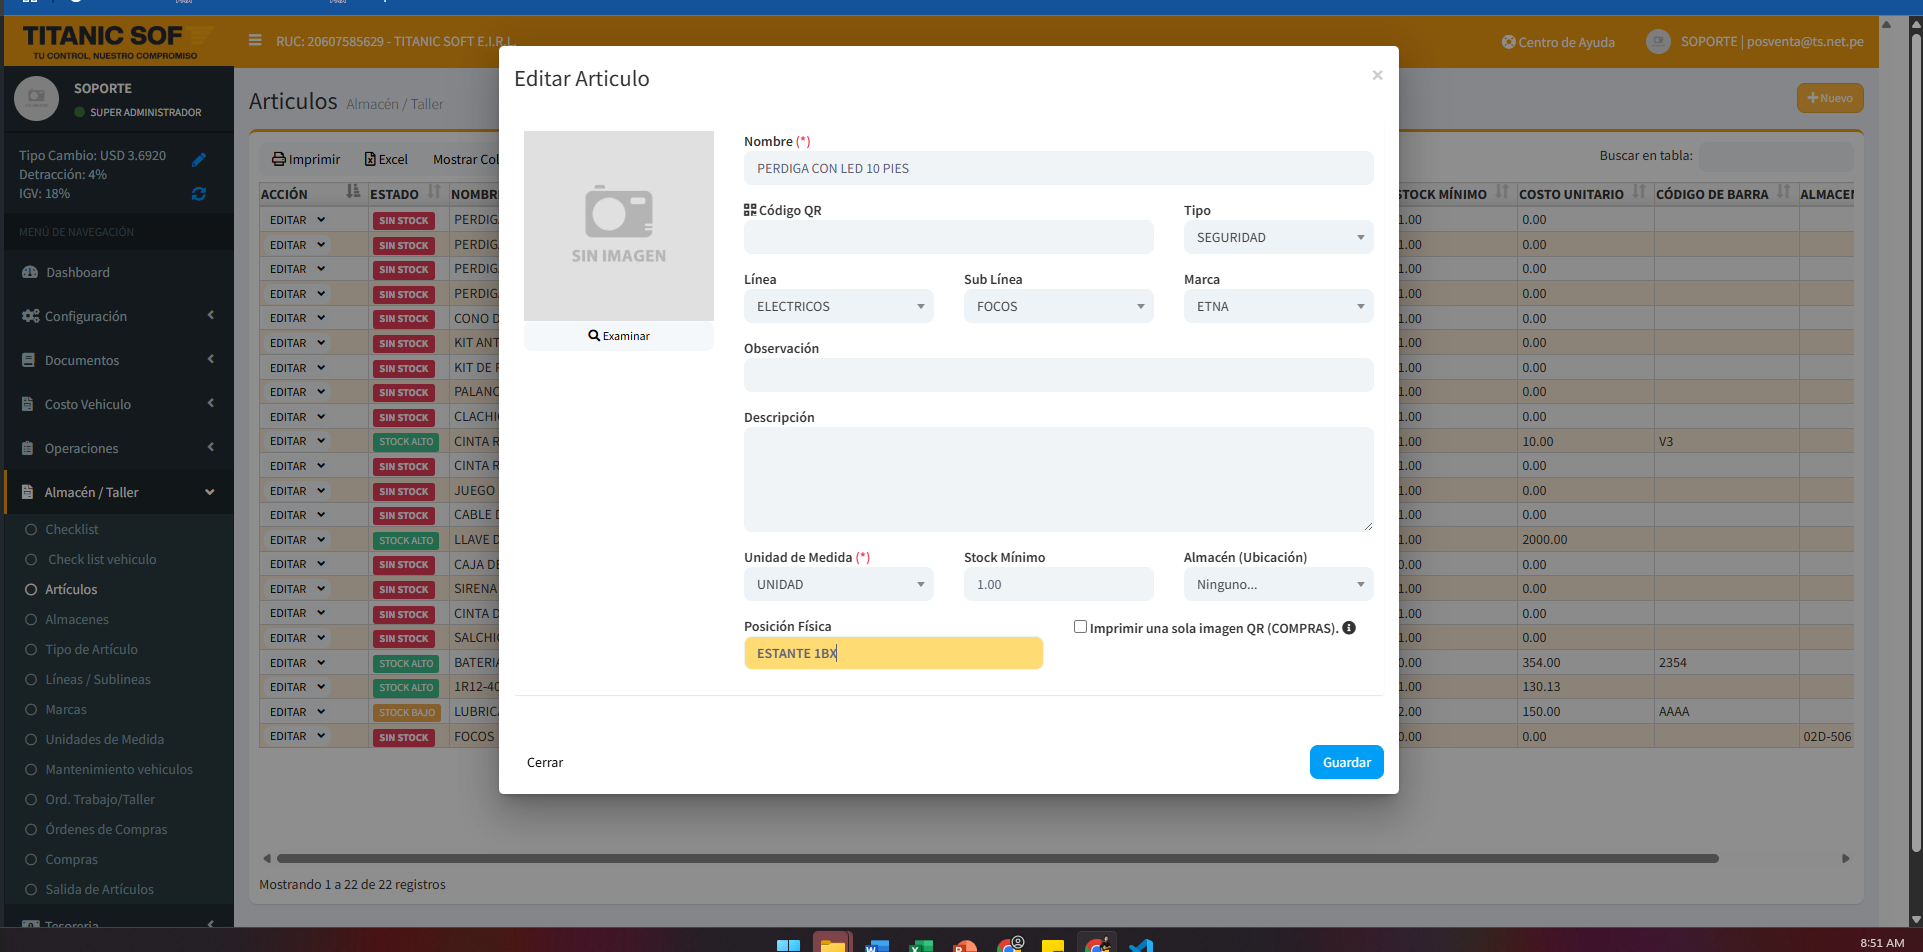 TITANIC SOF
TU CONTROL, NUESTRO COMPROMISO
RUC: 20607585629 - TITANIC SOFT E.I.R.L.
Centro de Ayuda
SOPORTE | posventa@ts.net.pe
SOPORTE
SUPER ADMINISTRADOR
Tipo Cambio: USD 3.6920
Detracción: 4%
IGV: 18%
MENÚ DE NAVEGACIÓN
Dashboard
Configuración
Documentos
Costo Vehiculo
Operaciones
Almacén / Taller
Checklist
Check list vehiculo
Artículos
Almacenes
Tipo de Artículo
Líneas / Sublineas
Marcas
Unidades de Medida
Mantenimiento vehiculos
Ord. Trabajo/Taller
Órdenes de Compras
Compras
Salida de Artículos
Tesoreria
Articulos Almacén / Taller
Nuevo
Imprimir Excel Mostrar Col
Buscar en tabla:
ACCIÓN ESTADO NOMBR STOCK MÍNIMO COSTO UNITARIO CÓDIGO DE BARRA ALMACEN
EDITAR SIN STOCK PERDIG 1.00 0.00
EDITAR SIN STOCK PERDIG 1.00 0.00
EDITAR SIN STOCK PERDIG 1.00 0.00
EDITAR SIN STOCK PERDIG 1.00 0.00
EDITAR SIN STOCK CONO D 1.00 0.00
EDITAR SIN STOCK KIT ANT 1.00 0.00
EDITAR SIN STOCK KIT DE 1.00 0.00
EDITAR SIN STOCK PALANC 1.00 0.00
EDITAR SIN STOCK CLACHI 1.00 0.00
EDITAR STOCK ALTO CINTA R 1.00 10.00 V3
EDITAR SIN STOCK CINTA R 1.00 0.00
EDITAR SIN STOCK JUEGO 1.00 0.00
EDITAR SIN STOCK CABLE D 1.00 0.00
EDITAR STOCK ALTO LLAVE D 1.00 2000.00
EDITAR SIN STOCK CAJA DE 0.00 0.00
EDITAR SIN STOCK SIRENA 1.00 0.00
EDITAR SIN STOCK CINTA D 1.00 0.00
EDITAR SIN STOCK SALCHI 1.00 0.00
EDITAR STOCK ALTO BATERIA 0.00 354.00 2354
EDITAR STOCK ALTO 1R12-40 1.00 130.13
EDITAR STOCK BAJO LUBRICA 2.00 150.00 AAAA
EDITAR SIN STOCK FOCOS 0.00 0.00 02D-506
Mostrando 1 a 22 de 22 registros
Editar Articulo
×
SIN IMAGEN
Examinar
Nombre (*)
PERDIGA CON LED 10 PIES
Código QR Tipo
SEGURIDAD
Línea Sub Línea Marca
ELECTRICOS FOCOS ETNA
Observación
Descripción
Unidad de Medida (*) Stock Mínimo Almacén (Ubicación)
UNIDAD 1.00 Ninguno...
Posición Física
Imprimir una sola imagen QR (COMPRAS).
ESTANTE 1BX
Cerrar Guardar
8:51 AM